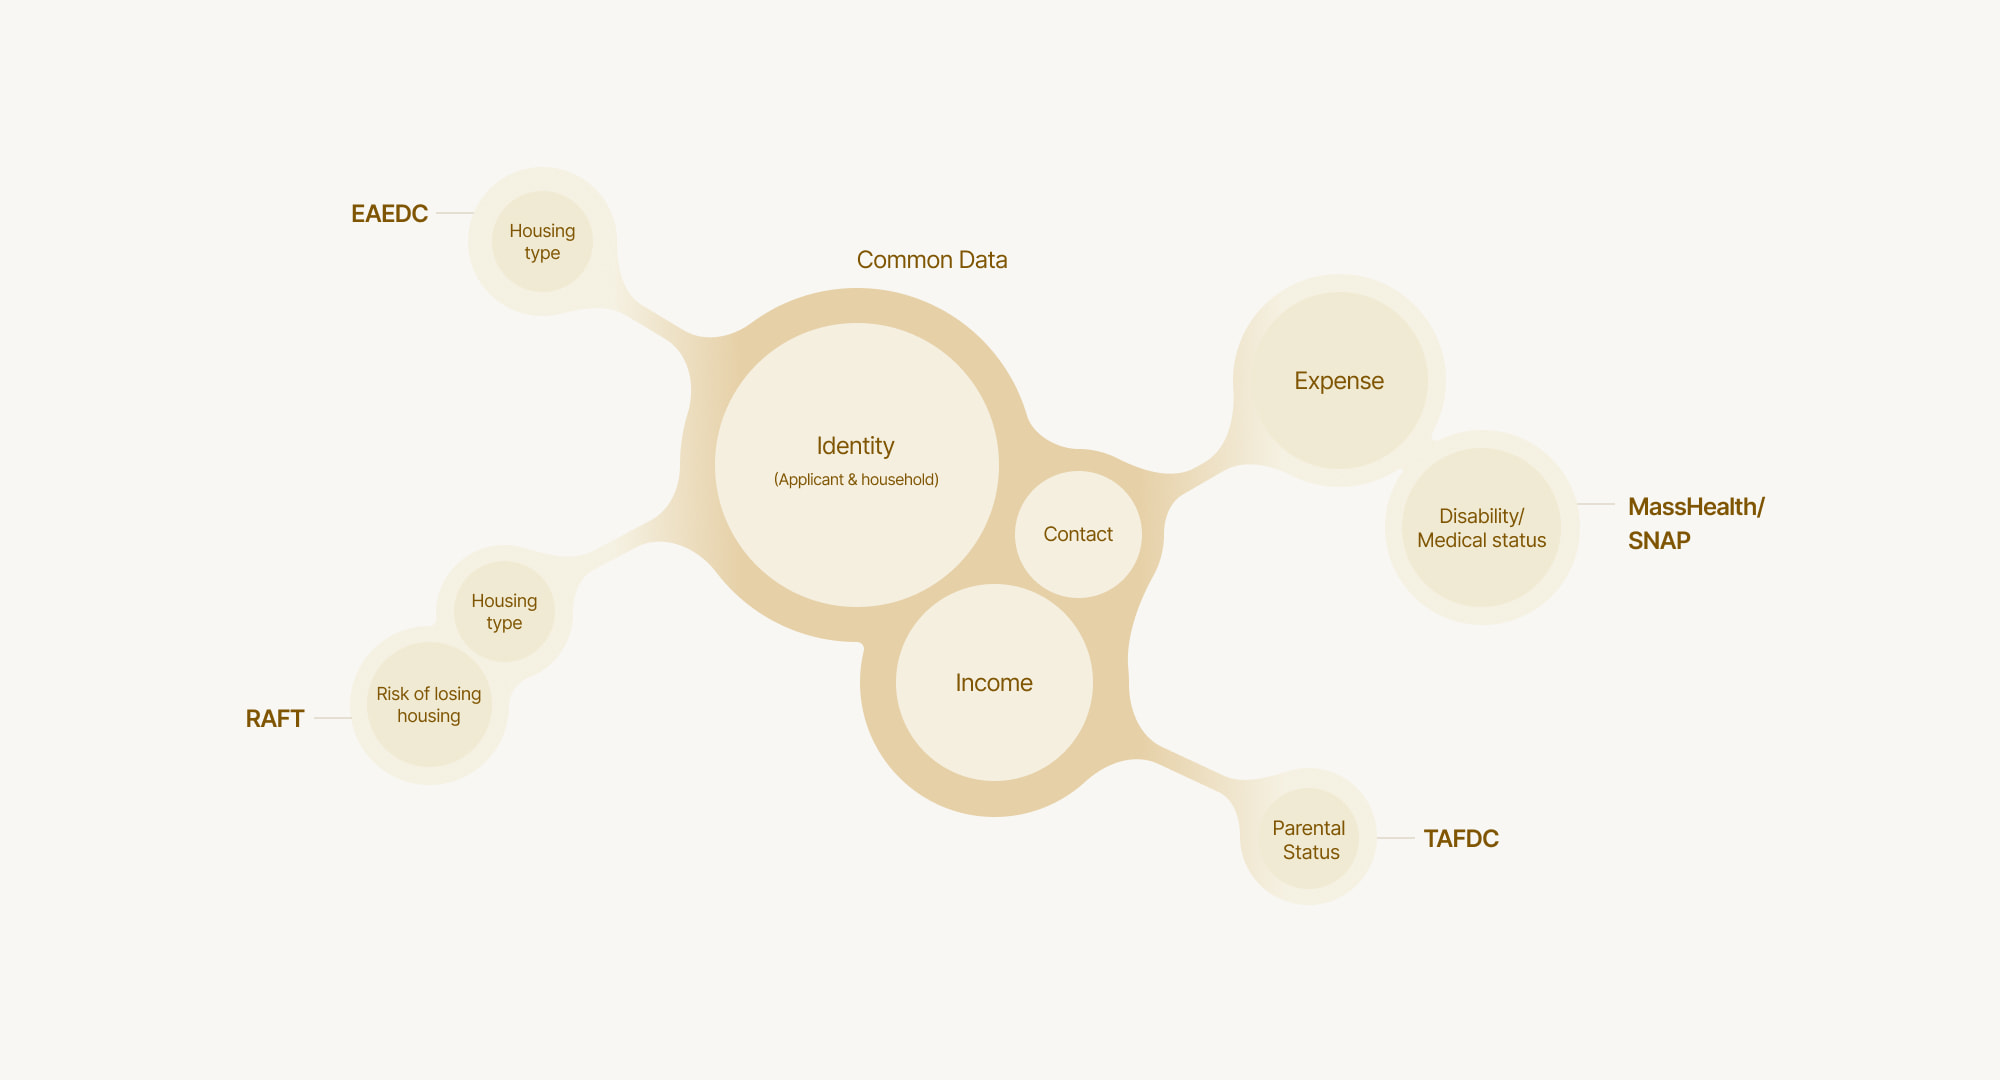 EAEDC
Housing
type
Common Data
Identity
(Applicant & household)
Contact
Income
Expense
Disability/
Medical status
MassHealth/
SNAP
Housing
type
Risk of losing
housing
RAFT
Parental
Status
TAFDC